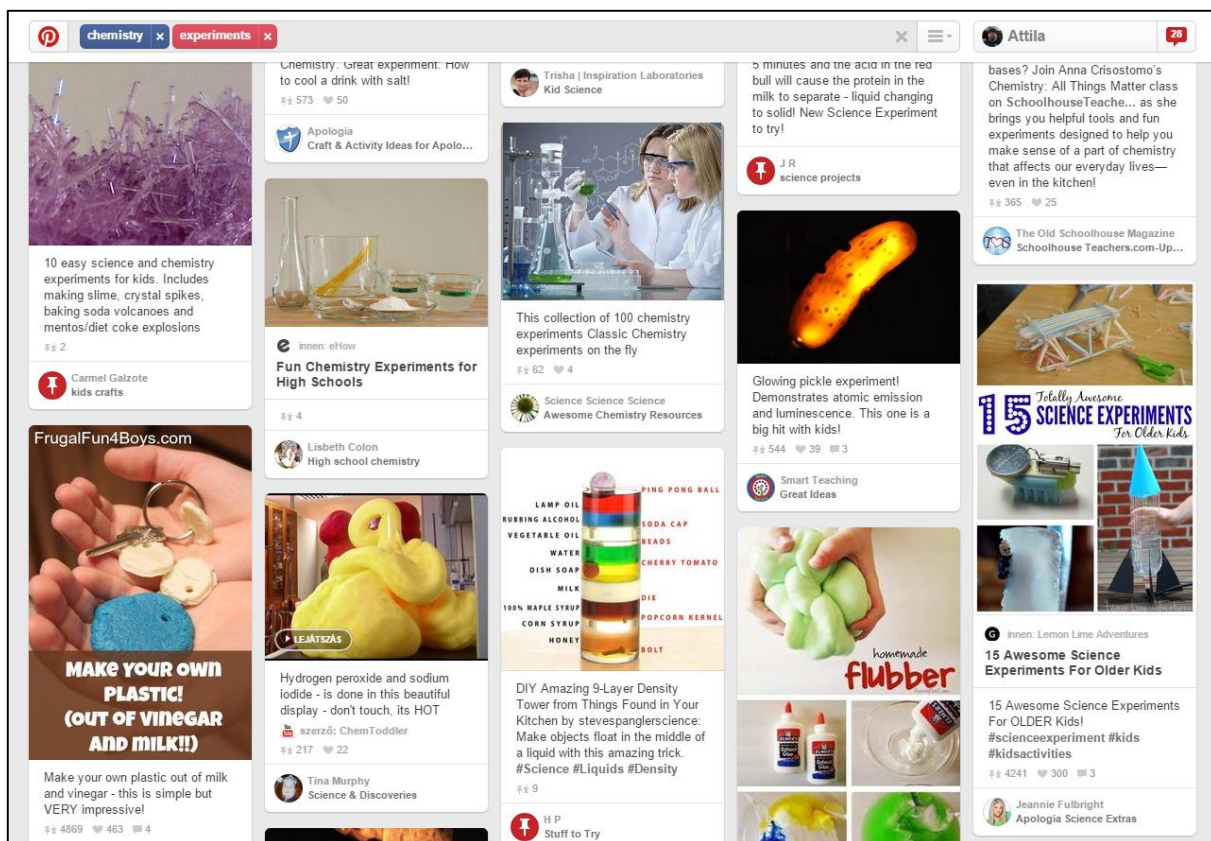 chemistry x
experiments x
Attila
28
10 easy science and chemistry
experiments for kids. Includes
making slime, crystal spikes,
baking soda volcanoes and
mentos/diet coke explosions
2
Carmel Galzote
kids crafts
FrugalFun4Boys.com
MAKE YOUR OWN
PLASTIC!
(OUT OF VINEGAR
AND MILK!!)
Make your own plastic out of milk
and vinegar - this is simple but
VERY impressive!
4869 463 4
Chemistry. Great experiment: How
to cool a drink with salt!
573 50
Apologia
Craft & Activity Ideas for Apolo...
innen: eHow
Fun Chemistry Experiments for
High Schools
4
Lisbeth Colon
High school chemistry
LEJÁTSZÁS
Hydrogen peroxide and sodium
iodide - is done in this beautiful
display - don't touch, its HOT
You Tube szerző: ChemToddler
217 22
Tina Murphy
Science & Discoveries
Trisha | Inspiration Laboratories
Kid Science
This collection of 100 chemistry
experiments Classic Chemistry
experiments on the fly
62 4
Science Science Science
Awesome Chemistry Resources
PING PONG BALL
LAMP OIL
RUBBING ALCOHOL
SODA CAP
VEGETABLE OIL
BEADS
WATER
CHERRY TOMATO
DISH SOAP
MILK
DIE
100% MAPLE SYRUP
POPCORN KERNEL
CORN SYRUP
HONEY
BOLT
DIY Amazing 9-Layer Density
Tower from Things Found in Your
Kitchen by stevespanglerscience:
Make objects float in the middle of
a liquid with this amazing trick.
#Science #Liquids #Density
9
H P
Stuff to Try
5 minutes and the acid in the red
bull will cause the protein in the
milk to separate - liquid changing
to solid! New Science Experiment
to try!
J R
science projects
Glowing pickle experiment!
Demonstrates atomic emission
and luminescence. This one is a
big hit with kids!
544 39 3
Smart Teaching
Great Ideas
homemade
flubber
bases? Join Anna Crisostomo's
Chemistry: All Things Matter class
on SchoolhouseTeache... as she
brings you helpful tools and fun
experiments designed to help you
make sense of a part of chemistry
that affects our everyday lives—
even in the kitchen!
365 25
The Old Schoolhouse Magazine
Schoolhouse Teachers.com-Up...
15 Totally Awesome
SCIENCE EXPERIMENTS
For Older Kids
innen: Lemon Lime Adventures
15 Awesome Science
Experiments For Older Kids
15 Awesome Science Experiments
For OLDER Kids!
#scienceexperiment #kids
#kidsactivities
4241 300 3
Jeannie Fulbright
Apologia Science Extras